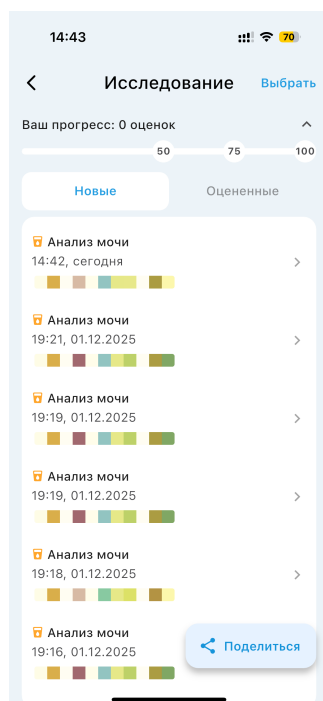 14:43
70
Исследование
Выбрать
Ваш прогресс: 0 оценок
50 75 100
Новые
Оцененные
Анализ мочи
14:42, сегодня
Анализ мочи
19:21, 01.12.2025
Анализ мочи
19:19, 01.12.2025
Анализ мочи
19:19, 01.12.2025
Анализ мочи
19:18, 01.12.2025
Анализ мочи
19:16, 01.12.2025
Поделиться